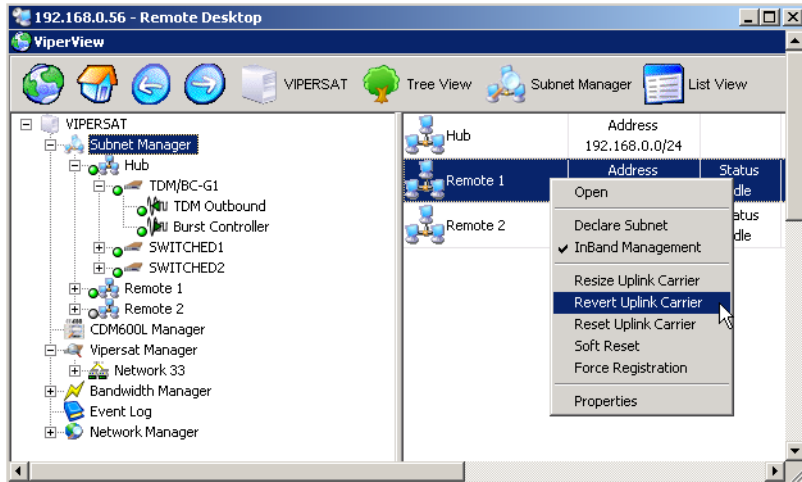 192.168.0.56 - Remote Desktop
ViperView
VIPERSAT Tree View Subnet Manager List View
VIPERSAT
Subnet Manager
Hub
TDM/BC-G1
TDM Outbound
Burst Controller
SWITCHED1
SWITCHED2
Remote 1
Remote 2
CDM600L Manager
Vipersat Manager
Network 33
Bandwidth Manager
Event Log
Network Manager
Hub Address
192.168.0.0/24
Remote 1 Address Status
dle
Remote 2 atus
dle
Open
Declare Subnet
InBand Management
Resize Uplink Carrier
Revert Uplink Carrier
Reset Uplink Carrier
Soft Reset
Force Registration
Properties